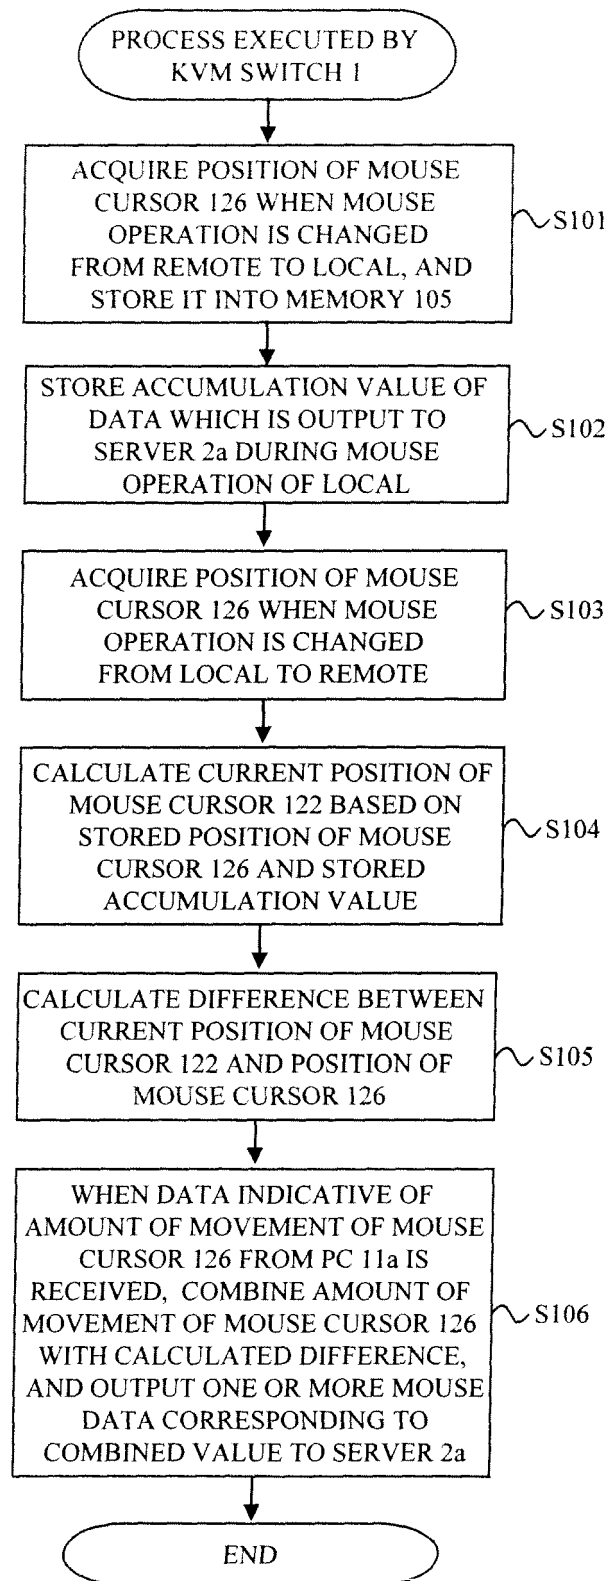 PROCESS EXECUTED BY
KVM SWITCH 1
ACQUIRE POSITION OF MOUSE
CURSOR 126 WHEN MOUSE
OPERATION IS CHANGED
FROM REMOTE TO LOCAL, AND
STORE IT INTO MEMORY 105
S101
STORE ACCUMULATION VALUE OF
DATA WHICH IS OUTPUT TO
SERVER 2a DURING MOUSE
OPERATION OF LOCAL
S102
ACQUIRE POSITION OF MOUSE
CURSOR 126 WHEN MOUSE
OPERATION IS CHANGED
FROM LOCAL TO REMOTE
S103
CALCULATE CURRENT POSITION OF
MOUSE CURSOR 122 BASED ON
STORED POSITION OF MOUSE
CURSOR 126 AND STORED
ACCUMULATION VALUE
S104
CALCULATE DIFFERENCE BETWEEN
CURRENT POSITION OF MOUSE
CURSOR 122 AND POSITION OF
MOUSE CURSOR 126
S105
WHEN DATA INDICATIVE OF
AMOUNT OF MOVEMENT OF MOUSE
CURSOR 126 FROM PC 11a IS
RECEIVED, COMBINE AMOUNT OF
MOVEMENT OF MOUSE CURSOR 126
WITH CALCULATED DIFFERENCE,
AND OUTPUT ONE OR MORE MOUSE
DATA CORRESPONDING TO
COMBINED VALUE TO SERVER 2a
S106
END